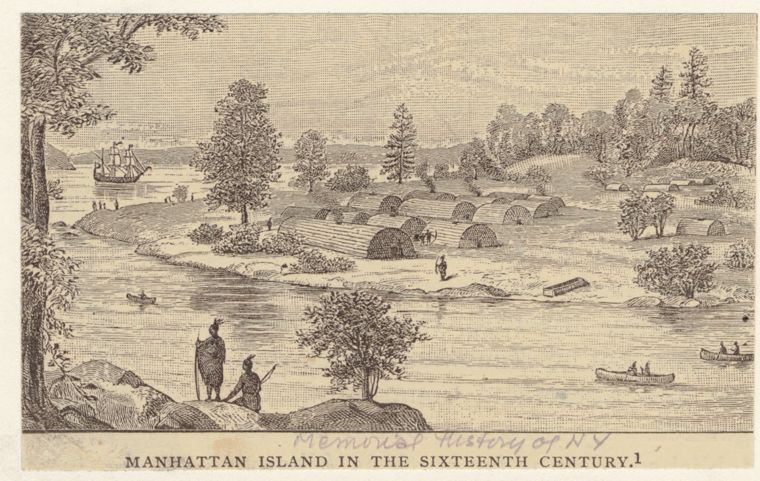 Memorial History of NY
MANHATTAN ISLAND IN THE SIXTEENTH CENTURY.1